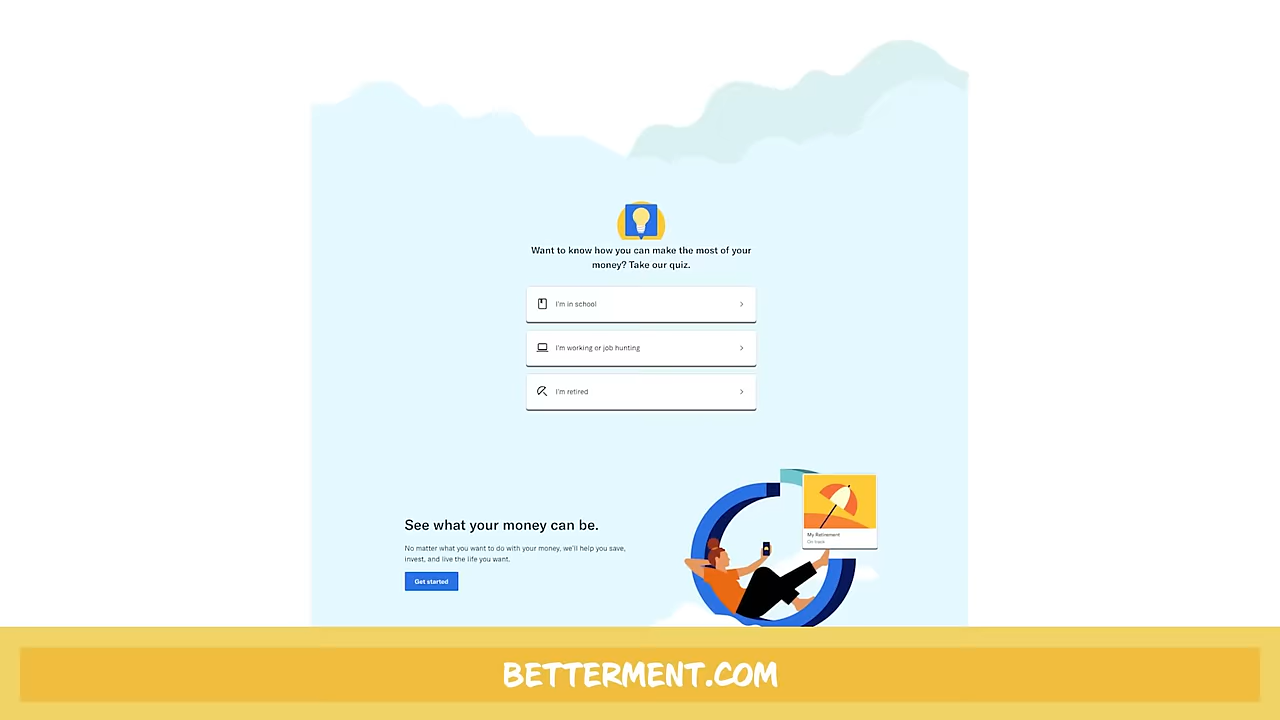 Want to know how you can make the most of your
money? Take our quiz.
I'm in school
I'm working or job hunting
I'm retired
See what your money can be.
No matter what you want to do with your money, we'll help you save,
invest, and live the life you want.
Get started
My Retirement
On track
BETTERMENT.COM